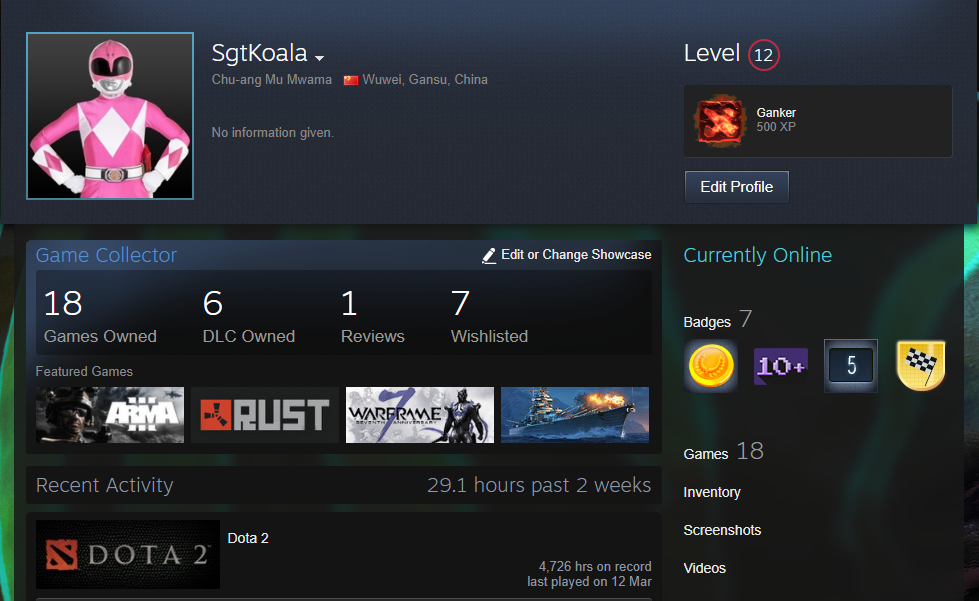 SgtKoala
Chu-ang Mu Mwama Wuwei, Gansu, China
No information given.
Level 12
Ganker
500 XP
Edit Profile
Game Collector
Edit or Change Showcase
18
Games Owned
6
DLC Owned
1
Reviews
7
Wishlisted
Featured Games
ARMA
III
RUST
7
WARFRAME
SEVENTH ANNIVERSARY
Recent Activity
29.1 hours past 2 weeks
DOTA 2
Dota 2
4,726 hrs on record
last played on 12 Mar
Currently Online
Badges 7
10+
5
Games 18
Inventory
Screenshots
Videos